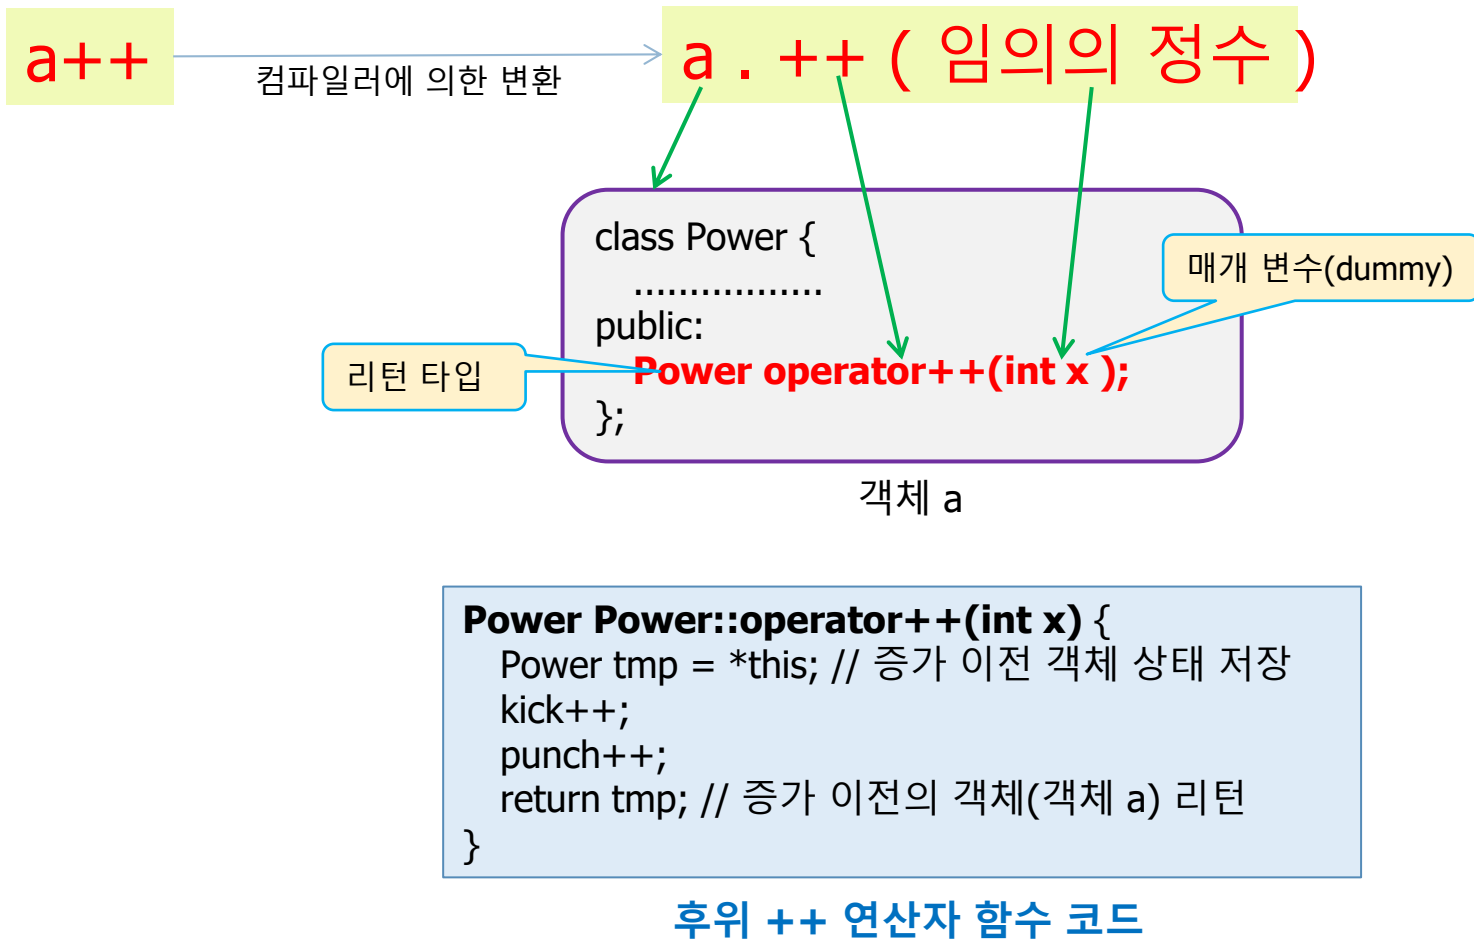 a++
컴파일러에 의한 변환
a . ++ ( 임의의 정수 )
class Power {
.................
public:
Power operator++(int x );
};
매개 변수(dummy)
리턴 타입
객체 a
Power Power::operator++(int x) {
Power tmp = *this; // 증가 이전 객체 상태 저장
kick++;
punch++;
return tmp; // 증가 이전의 객체(객체 a) 리턴
}
후위 ++ 연산자 함수 코드